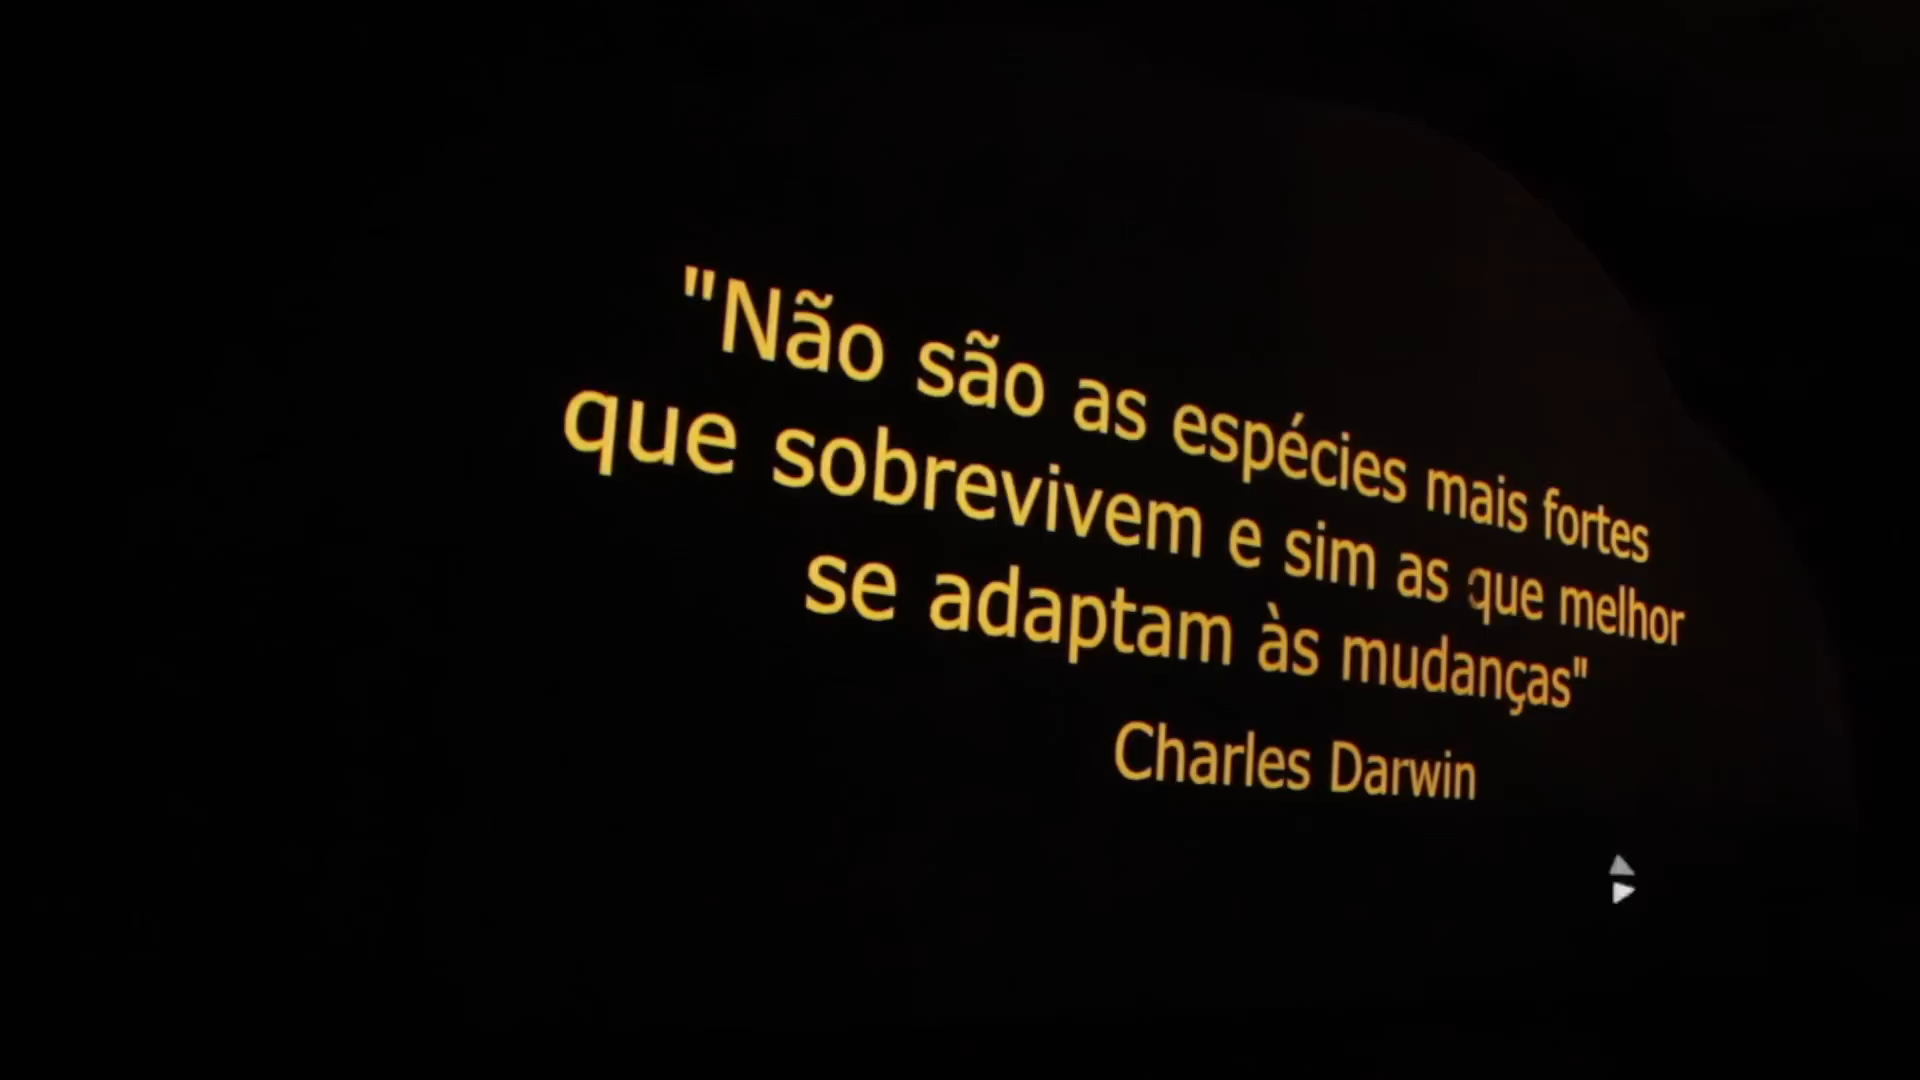 "Não são as espécies mais fortes
que sobrevivem e sim as que melhor
se adaptam às mudanças"
Charles Darwin